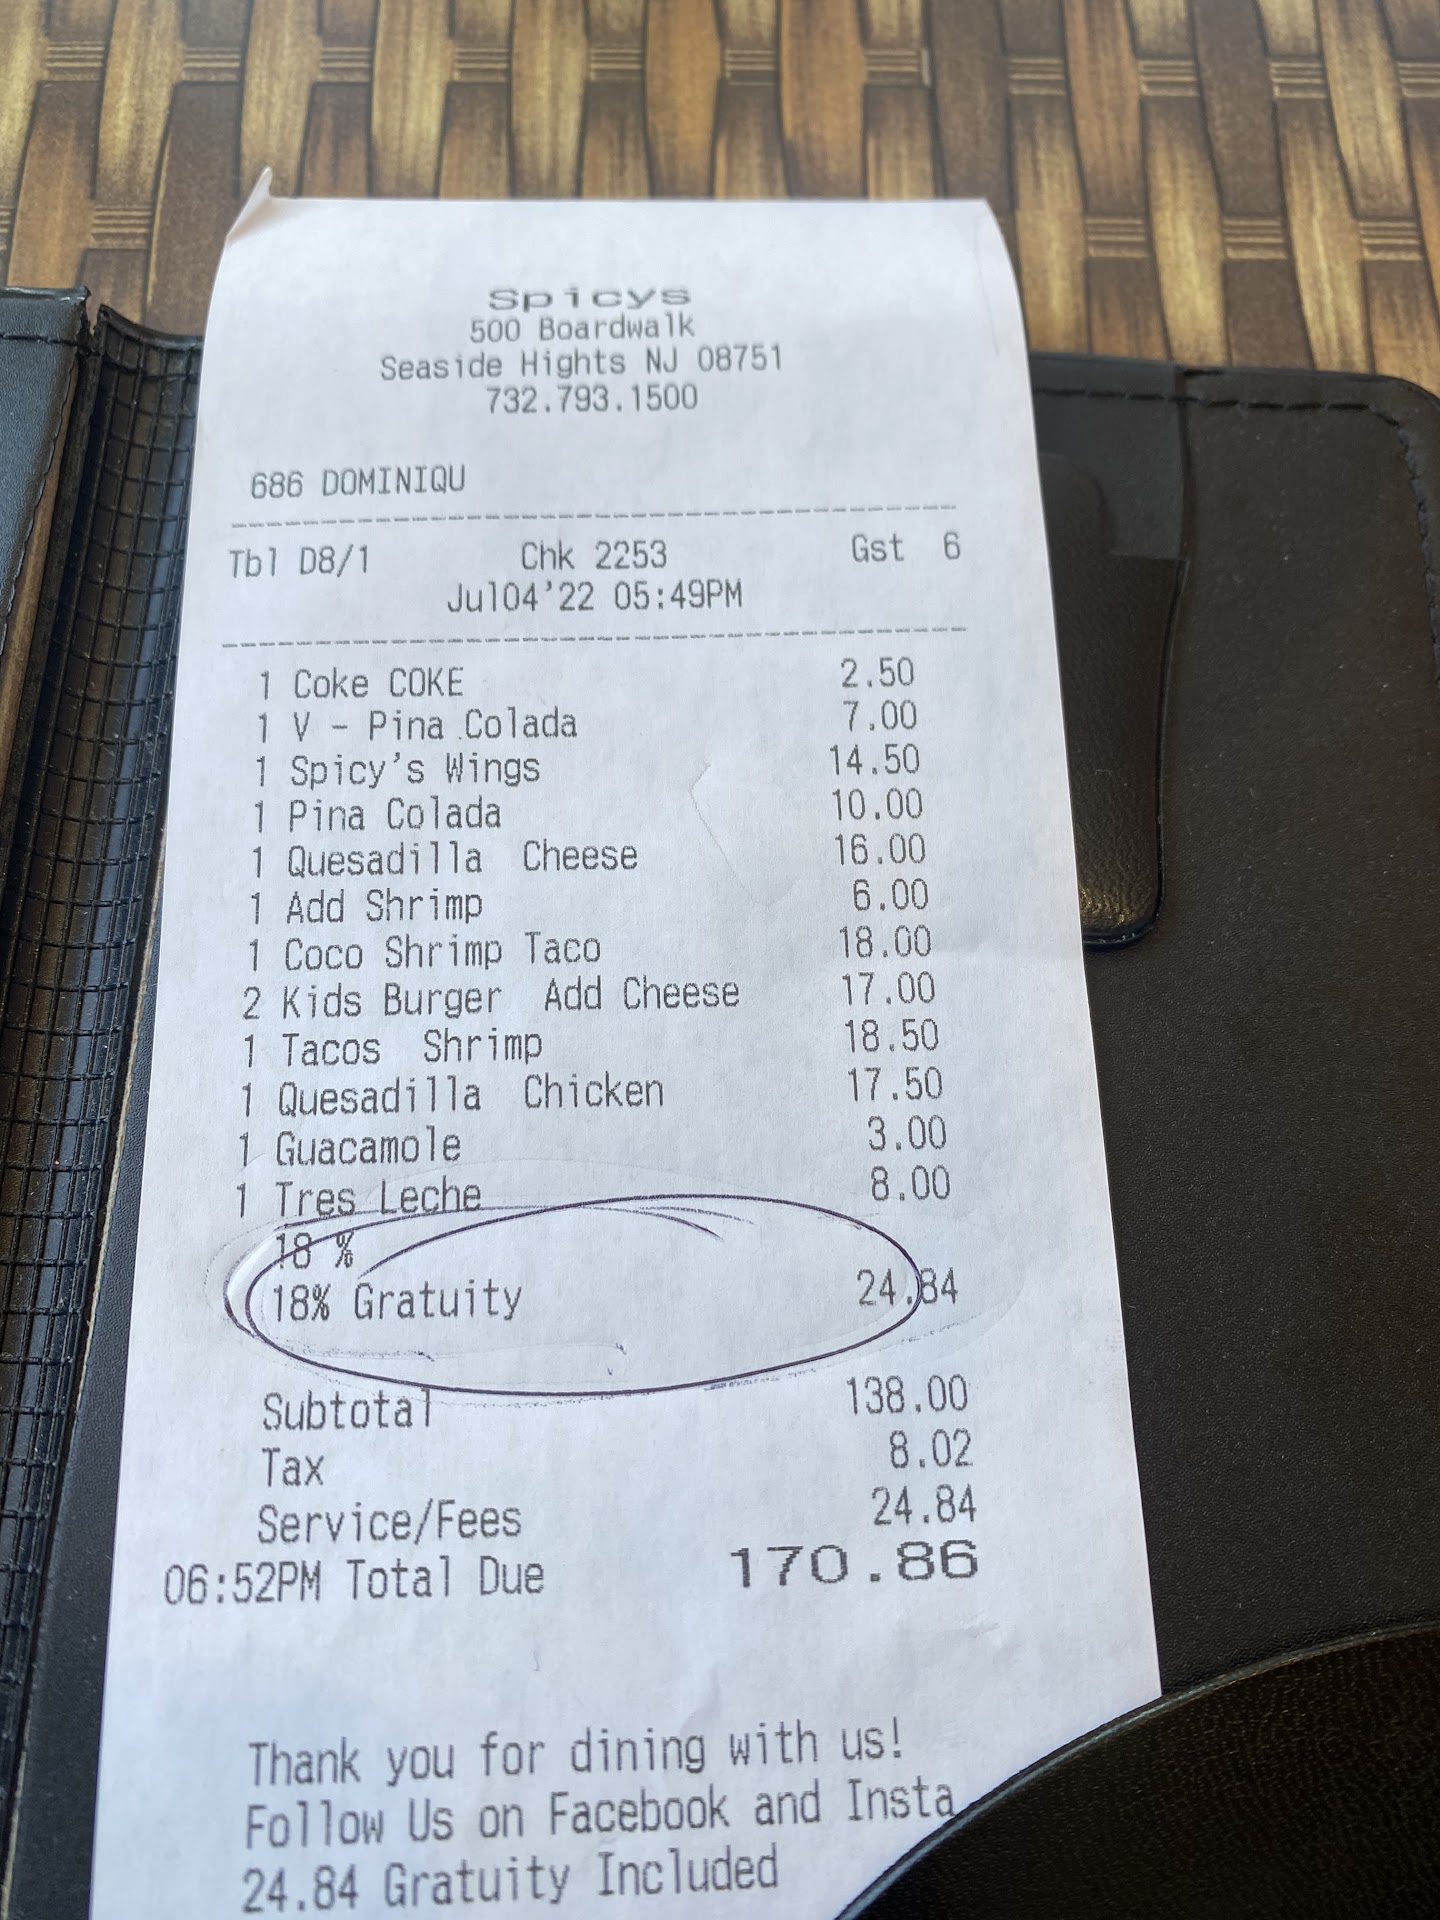 Spicys
500 Boardwalk
Seaside Hights NJ 08751
732.793.1500
686 DOMINIQU
Tbl D8/1 Chk 2253 Gst 6
Jul04'22 05:49PM
1 Coke COKE 2.50
1 V - Pina Colada 7.00
1 Spicy's Wings 14.50
1 Pina Colada 10.00
1 Quesadilla Cheese 16.00
1 Add Shrimp 6.00
1 Coco Shrimp Taco 18.00
2 Kids Burger Add Cheese 17.00
1 Tacos Shrimp 18.50
1 Quesadilla Chicken 17.50
1 Guacamole 3.00
1 Tres Leche 8.00
18 %
18% Gratuity 24.84
Subtotal 138.00
Tax 8.02
Service/Fees 24.84
06:52PM Total Due 170.86
Thank you for dining with us!
Follow Us on Facebook and Insta
24.84 Gratuity Included